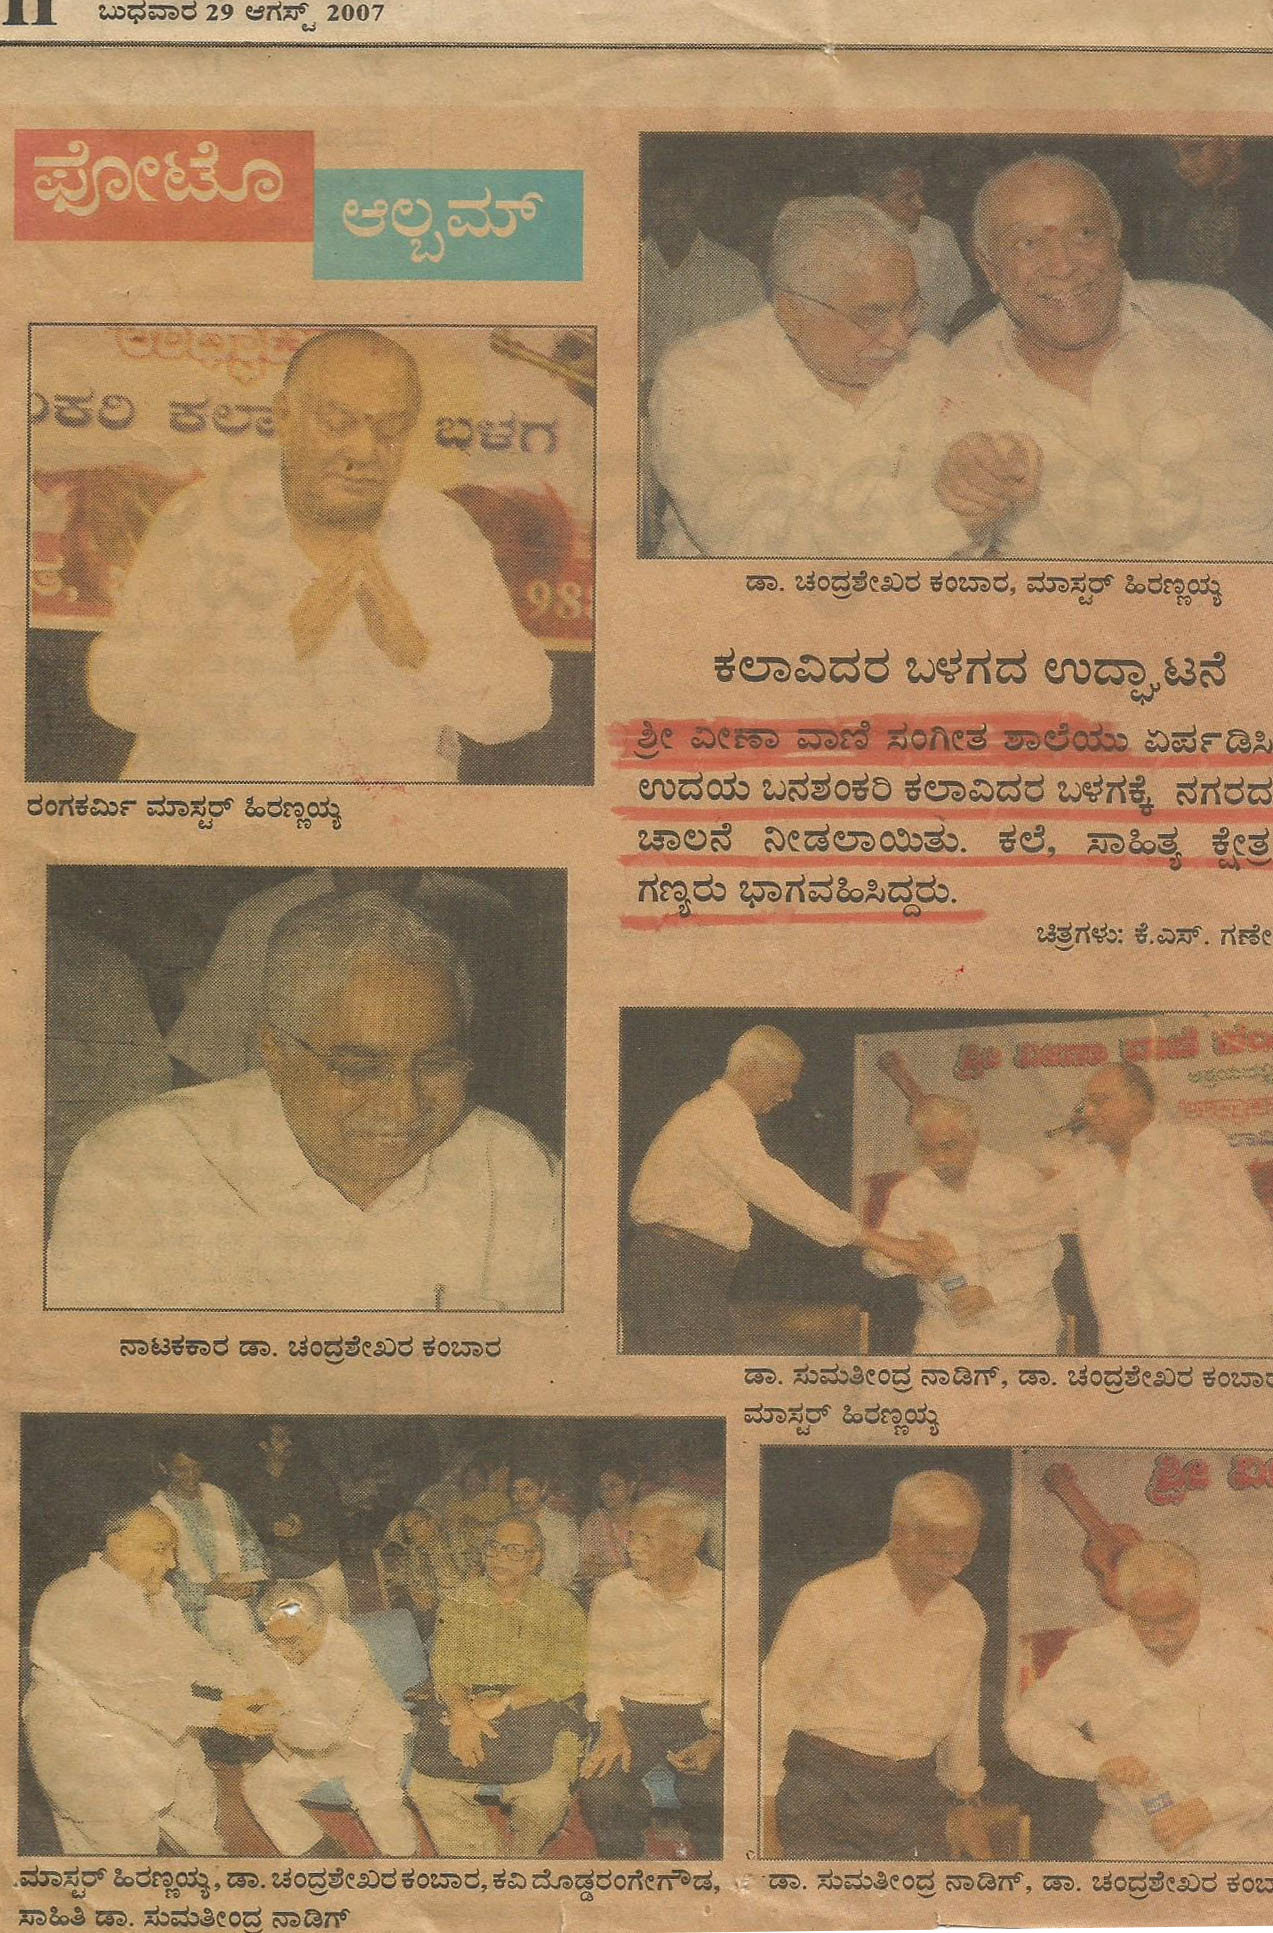 II ಬುಧವಾರ 29 ಆಗಸ್ಟ್ 2007
ಫೋಟೊ
ಆಲ್ಬಮ್
ಕರಿ ಕಲಾ ಬಳಗ
98
ರಂಗಕರ್ಮಿ ಮಾಸ್ಟರ್ ಹಿರಣ್ಣಯ್ಯ
ಡಾ. ಚಂದ್ರಶೇಖರ ಕಂಬಾರ, ಮಾಸ್ಟರ್ ಹಿರಣ್ಣಯ್ಯ
ಕಲಾವಿದರ ಬಳಗದ ಉದ್ಘಾಟನೆ
ಶ್ರೀ ವೀಣಾ ವಾಣಿ ಸಂಗೀತ ಶಾಲೆಯು ಏರ್ಪಡಿಸಿ
ಉದಯ ಬನಶಂಕರಿ ಕಲಾವಿದರ ಬಳಗಕ್ಕೆ ನಗರದ
ಚಾಲನೆ ನೀಡಲಾಯಿತು. ಕಲೆ, ಸಾಹಿತ್ಯ ಕ್ಷೇತ್ರ
ಗಣ್ಯರು ಭಾಗವಹಿಸಿದ್ದರು.
ಚಿತ್ರಗಳು: ಕೆ.ಎಸ್. ಗಣೇ
ನಾಟಕಕಾರ ಡಾ. ಚಂದ್ರಶೇಖರ ಕಂಬಾರ
ಶ್ರೀ ವೀಣಾ ವಾಣಿ
ಡಾ. ಸುಮತೀಂದ್ರ ನಾಡಿಗ್, ಡಾ. ಚಂದ್ರಶೇಖರ ಕಂಬಾರ
ಮಾಸ್ಟರ್ ಹಿರಣ್ಣಯ್ಯ
ಶ್ರೀ ವೀ
ಮಾಸ್ಟರ್ ಹಿರಣ್ಣಯ್ಯ, ಡಾ. ಚಂದ್ರಶೇಖರ ಕಂಬಾರ, ಕವಿ ದೊಡ್ಡರಂಗೇಗೌಡ,
ಸಾಹಿತಿ ಡಾ. ಸುಮತೀಂದ್ರ ನಾಡಿಗ್
ಡಾ. ಸುಮತೀಂದ್ರ ನಾಡಿಗ್, ಡಾ. ಚಂದ್ರಶೇಖರ ಕಂಬ